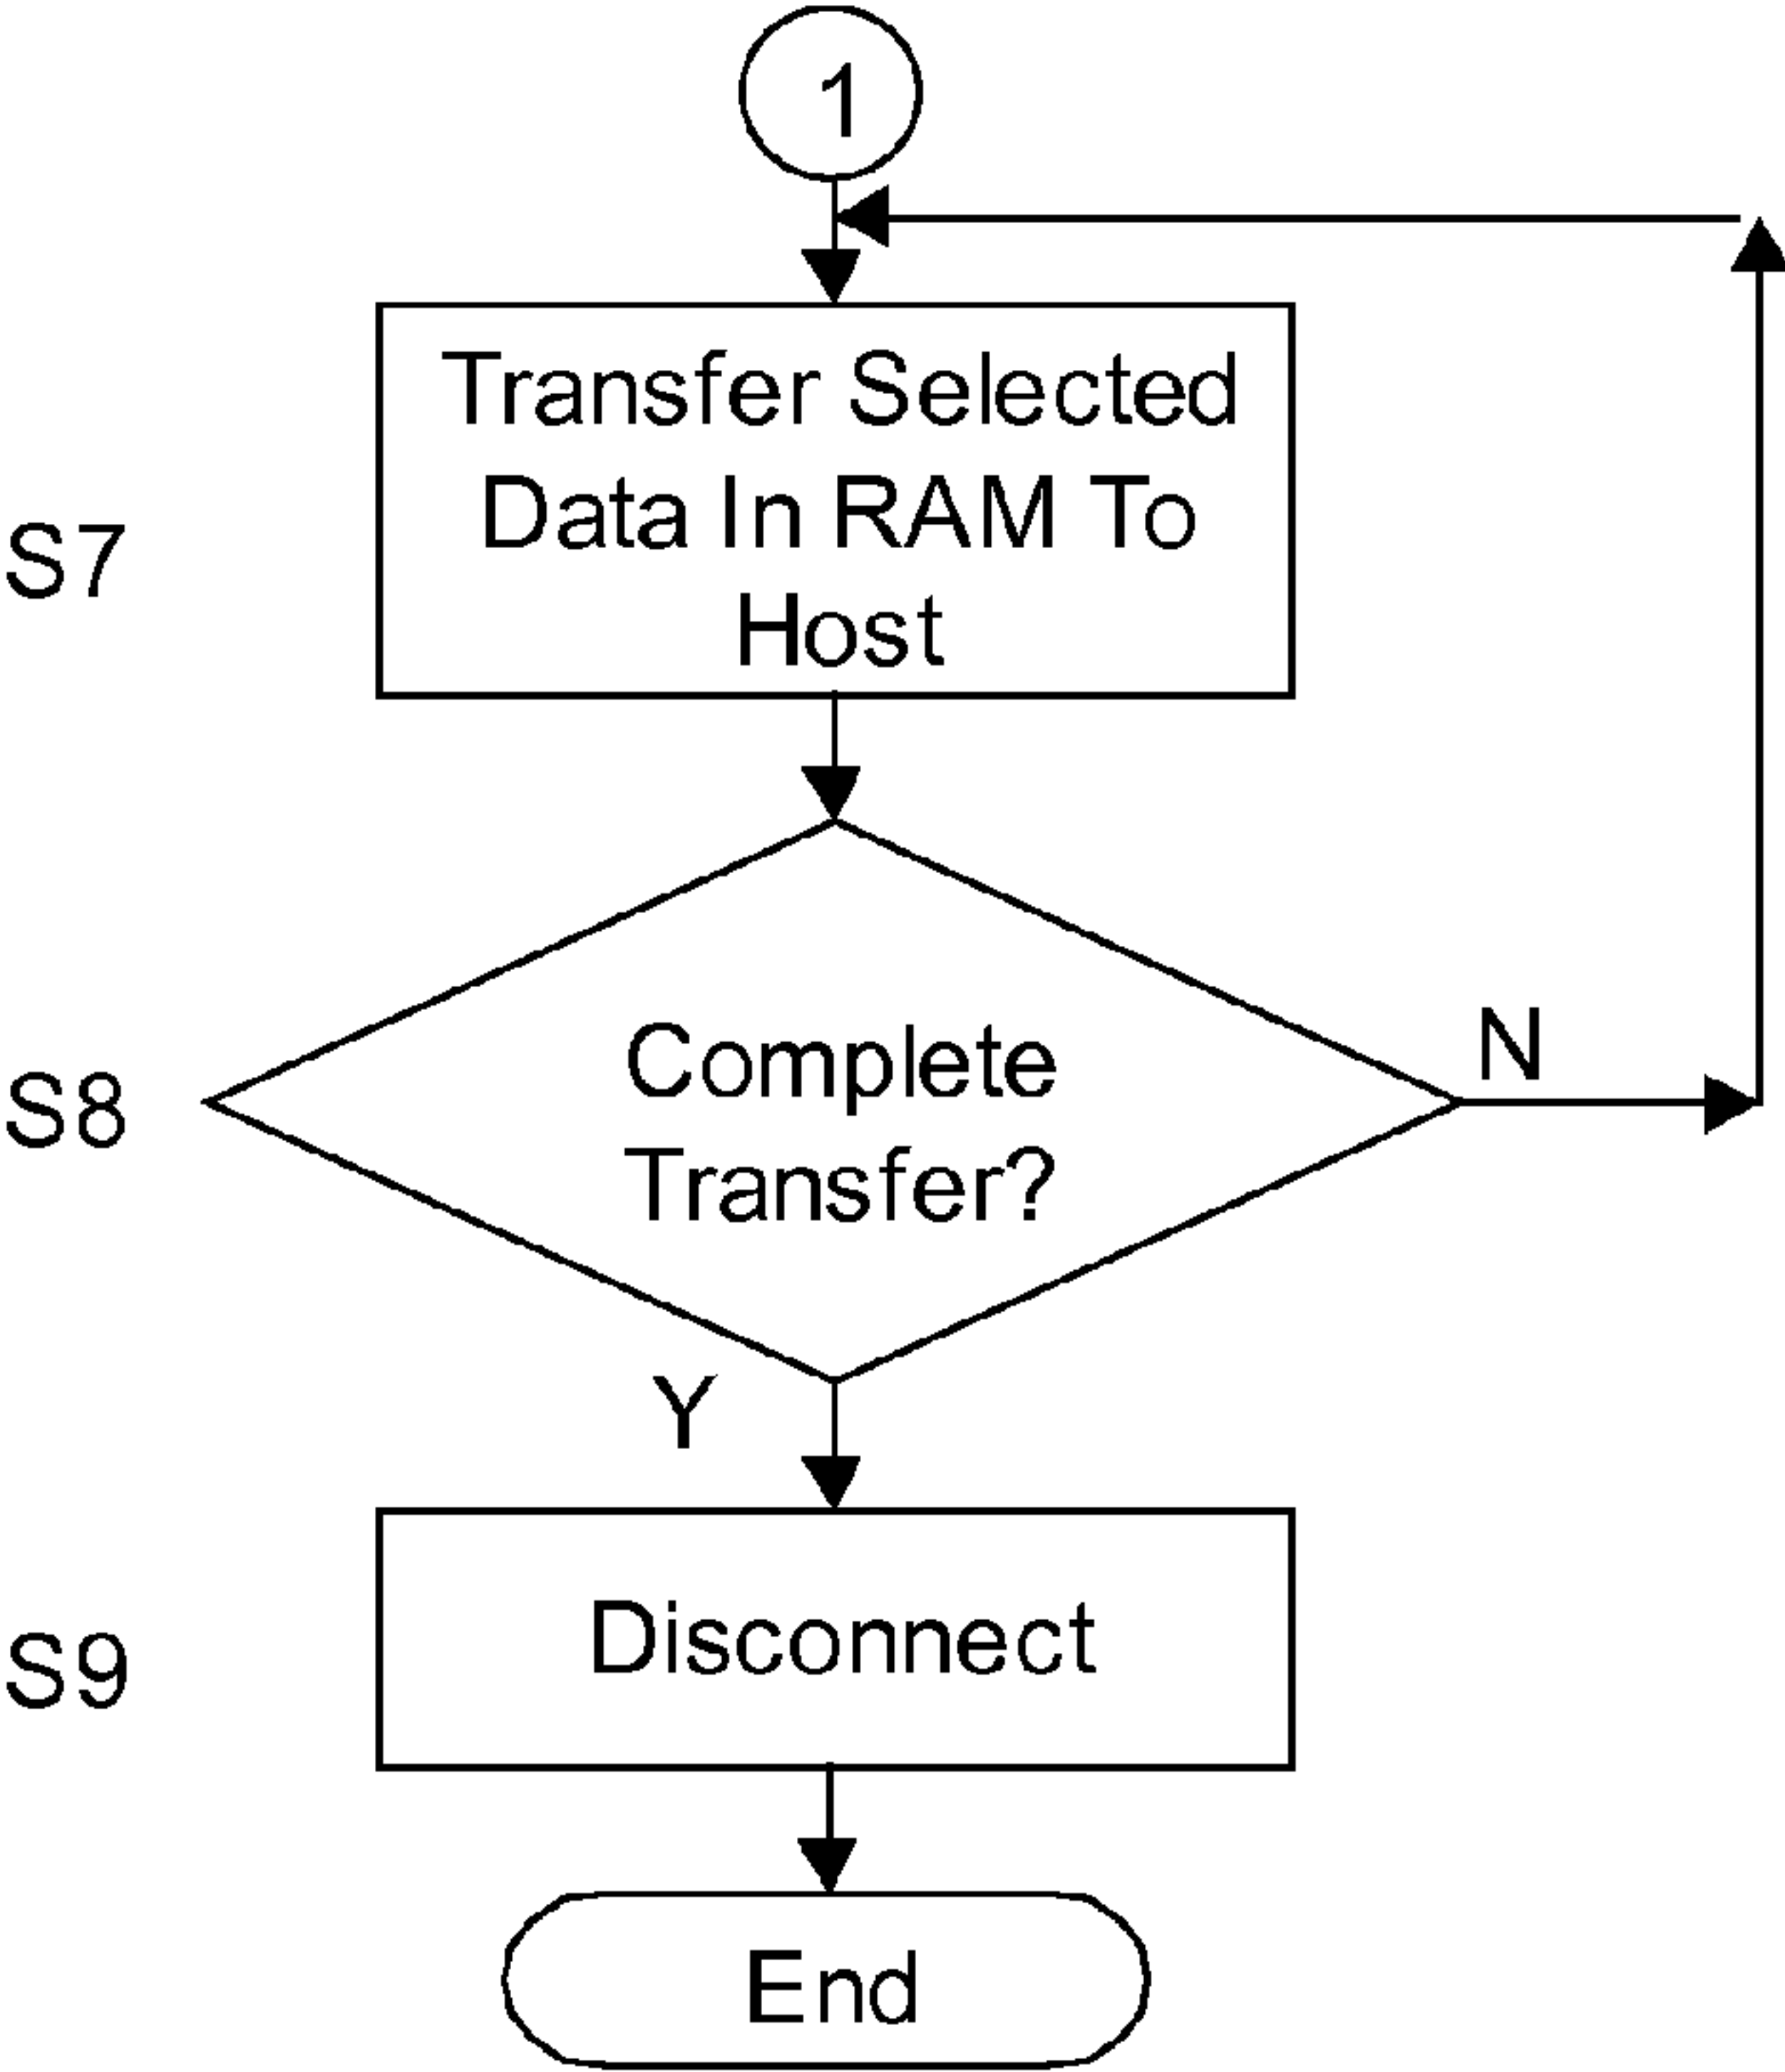 1
Transfer Selected
Data In RAM To
Host
S7
Complete
Transfer?
N
S8
Y
Disconnect
S9
End